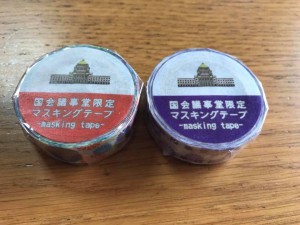 国会議事堂限定
マスキングテープ
-masking tape-
国会議事堂限定
マスキングテープ
-masking tape-